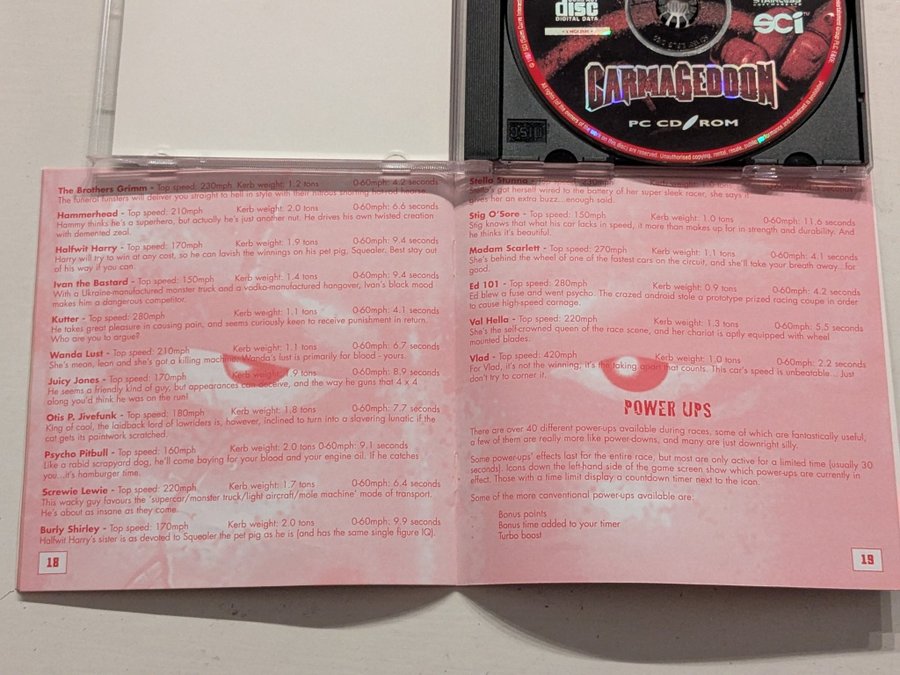 disc
DIGITAL DATA
SCi
CARMAGEDDON
PC CD ROM
The Brothers Grimm - Top speed: 230mph Kerb weight: 1.2 tons 0-60mph: 4.2 seconds
The funeral funsters will deliver you straight to hell in style with their nitrous snorting haired horse.
Hammerhead - Top speed: 210mph Kerb weight: 2.0 tons 0-60mph: 6.6 seconds
Hammy thinks he's a superhero, but actually he's just another nut. He drives his own twisted creation
with demented zeal.
Halfwit Harry - Top speed: 170mph Kerb weight: 1.9 tons 0-60mph: 9.4 seconds
Harry will try to win at any cost, so he can lavish the winnings on his pet pig, Squealer. Best stay out
of his way if you can.
Ivan the Bastard - Top speed: 150mph Kerb weight: 1.4 tons 0-60mph: 9.4 seconds
With a Ukraine-manufactured monster truck and a vodka-manufactured hangover, Ivan's black mood
makes him a dangerous competitor.
Kutter - Top speed: 280mph Kerb weight: 1.1 tons 0-60mph: 4.1 seconds
He takes great pleasure in causing pain, and seems curiously keen to receive punishment in return.
Who are you to argue?
Wanda Lust - Top speed: 210mph Kerb weight: 1.1 tons 0-60mph: 6.7 seconds
She's mean, lean and she's got a killing machine. Wanda's lust is primarily for blood - yours.
Juicy Jones - Top speed: 170mph Kerb weight: .9 tons 0-60mph: 8.9 seconds
He seems a friendly kind of guy, but appearances can deceive, and the way he guns that 4 x 4
along you'd think he was on the run!
Otis P. Jivefunk - Top speed: 180mph Kerb weight: 1.8 tons 0-60mph: 7.7 seconds
King of cool, the laidback lord of lowriders is, however, inclined to turn into a slavering lunatic if the
cat gets its paintwork scratched.
Psycho Pitbull - Top speed: 160mph Kerb weight: 2.0 tons 0-60mph: 9.1 seconds
Like a rabid scrapyard dog, he'll come baying for your blood and your engine oil. If he catches
you...it's hamburger time.
Screwie Lewie - Top speed: 220mph Kerb weight: 1.7 tons 0-60mph: 6.4 seconds
This wacky guy favours the 'supercar/monster truck/light aircraft/mole machine' mode of transport.
He's about as insane as they come.
Burly Shirley - Top speed: 170mph Kerb weight: 2.0 tons 0-60mph: 9.9 seconds
Halfwit Harry's sister is as devoted to Squealer the pet pig as he is (and has the same single figure IQ).
18
Stella Stunna
Stella's got herself wired to the battery of her super sleek racer, she says it
gives her an extra buzz...enough said.
Stig O'Sore - Top speed: 150mph Kerb weight: 1.0 tons 0-60mph: 11.6 seconds
Stig knows that what his car lacks in speed, it more than makes up for in strength and durability. And
he thinks it's beautiful.
Madam Scarlett - Top speed: 270mph Kerb weight: 1.1 tons 0-60mph: 4.1 seconds
She's behind the wheel of one of the fastest cars on the circuit, and she'll take your breath away...for
good.
Ed 101 - Top speed: 280mph Kerb weight: 0.9 tons 0-60mph: 4.2 seconds
Ed blew a fuse and went psycho. The crazed android stole a prototype prized racing coupe in order
to cause high-speed carnage.
Val Hella - Top speed: 220mph Kerb weight: 1.3 tons 0-60mph: 5.5 seconds
She's the self-crowned queen of the race scene, and her chariot is aptly equipped with wheel
mounted blades.
Vlad - Top speed: 420mph Kerb weight: 1.0 tons 0-60mph: 2.2 seconds
For Vlad, it's not the winning, it's the taking apart that counts. This car's speed is unbeatable... Just
don't try to corner it.
POWER UPS
There are over 40 different power-ups available during races, some of which are fantastically useful,
a few of them are really more like power-downs, and many are just downright silly.
Some power-ups' effects last for the entire race, but most are only active for a limited time (usually 30
seconds). Icons down the left-hand side of the game screen show which power-ups are currently in
effect. Those with a time limit display a countdown timer next to the icon.
Some of the more conventional power-ups available are:
Bonus points
Bonus time added to your timer
Turbo boost
19